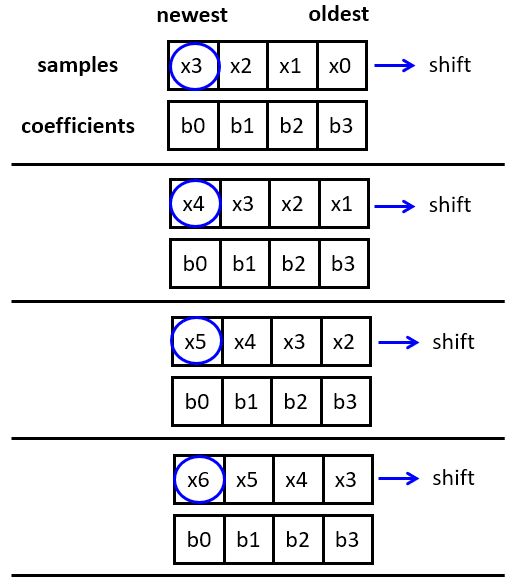 newest oldest
samples x3 x2 x1 x0 shift
coefficients b0 b1 b2 b3
x4 x3 x2 x1 shift
b0 b1 b2 b3
x5 x4 x3 x2 shift
b0 b1 b2 b3
x6 x5 x4 x3 shift
b0 b1 b2 b3